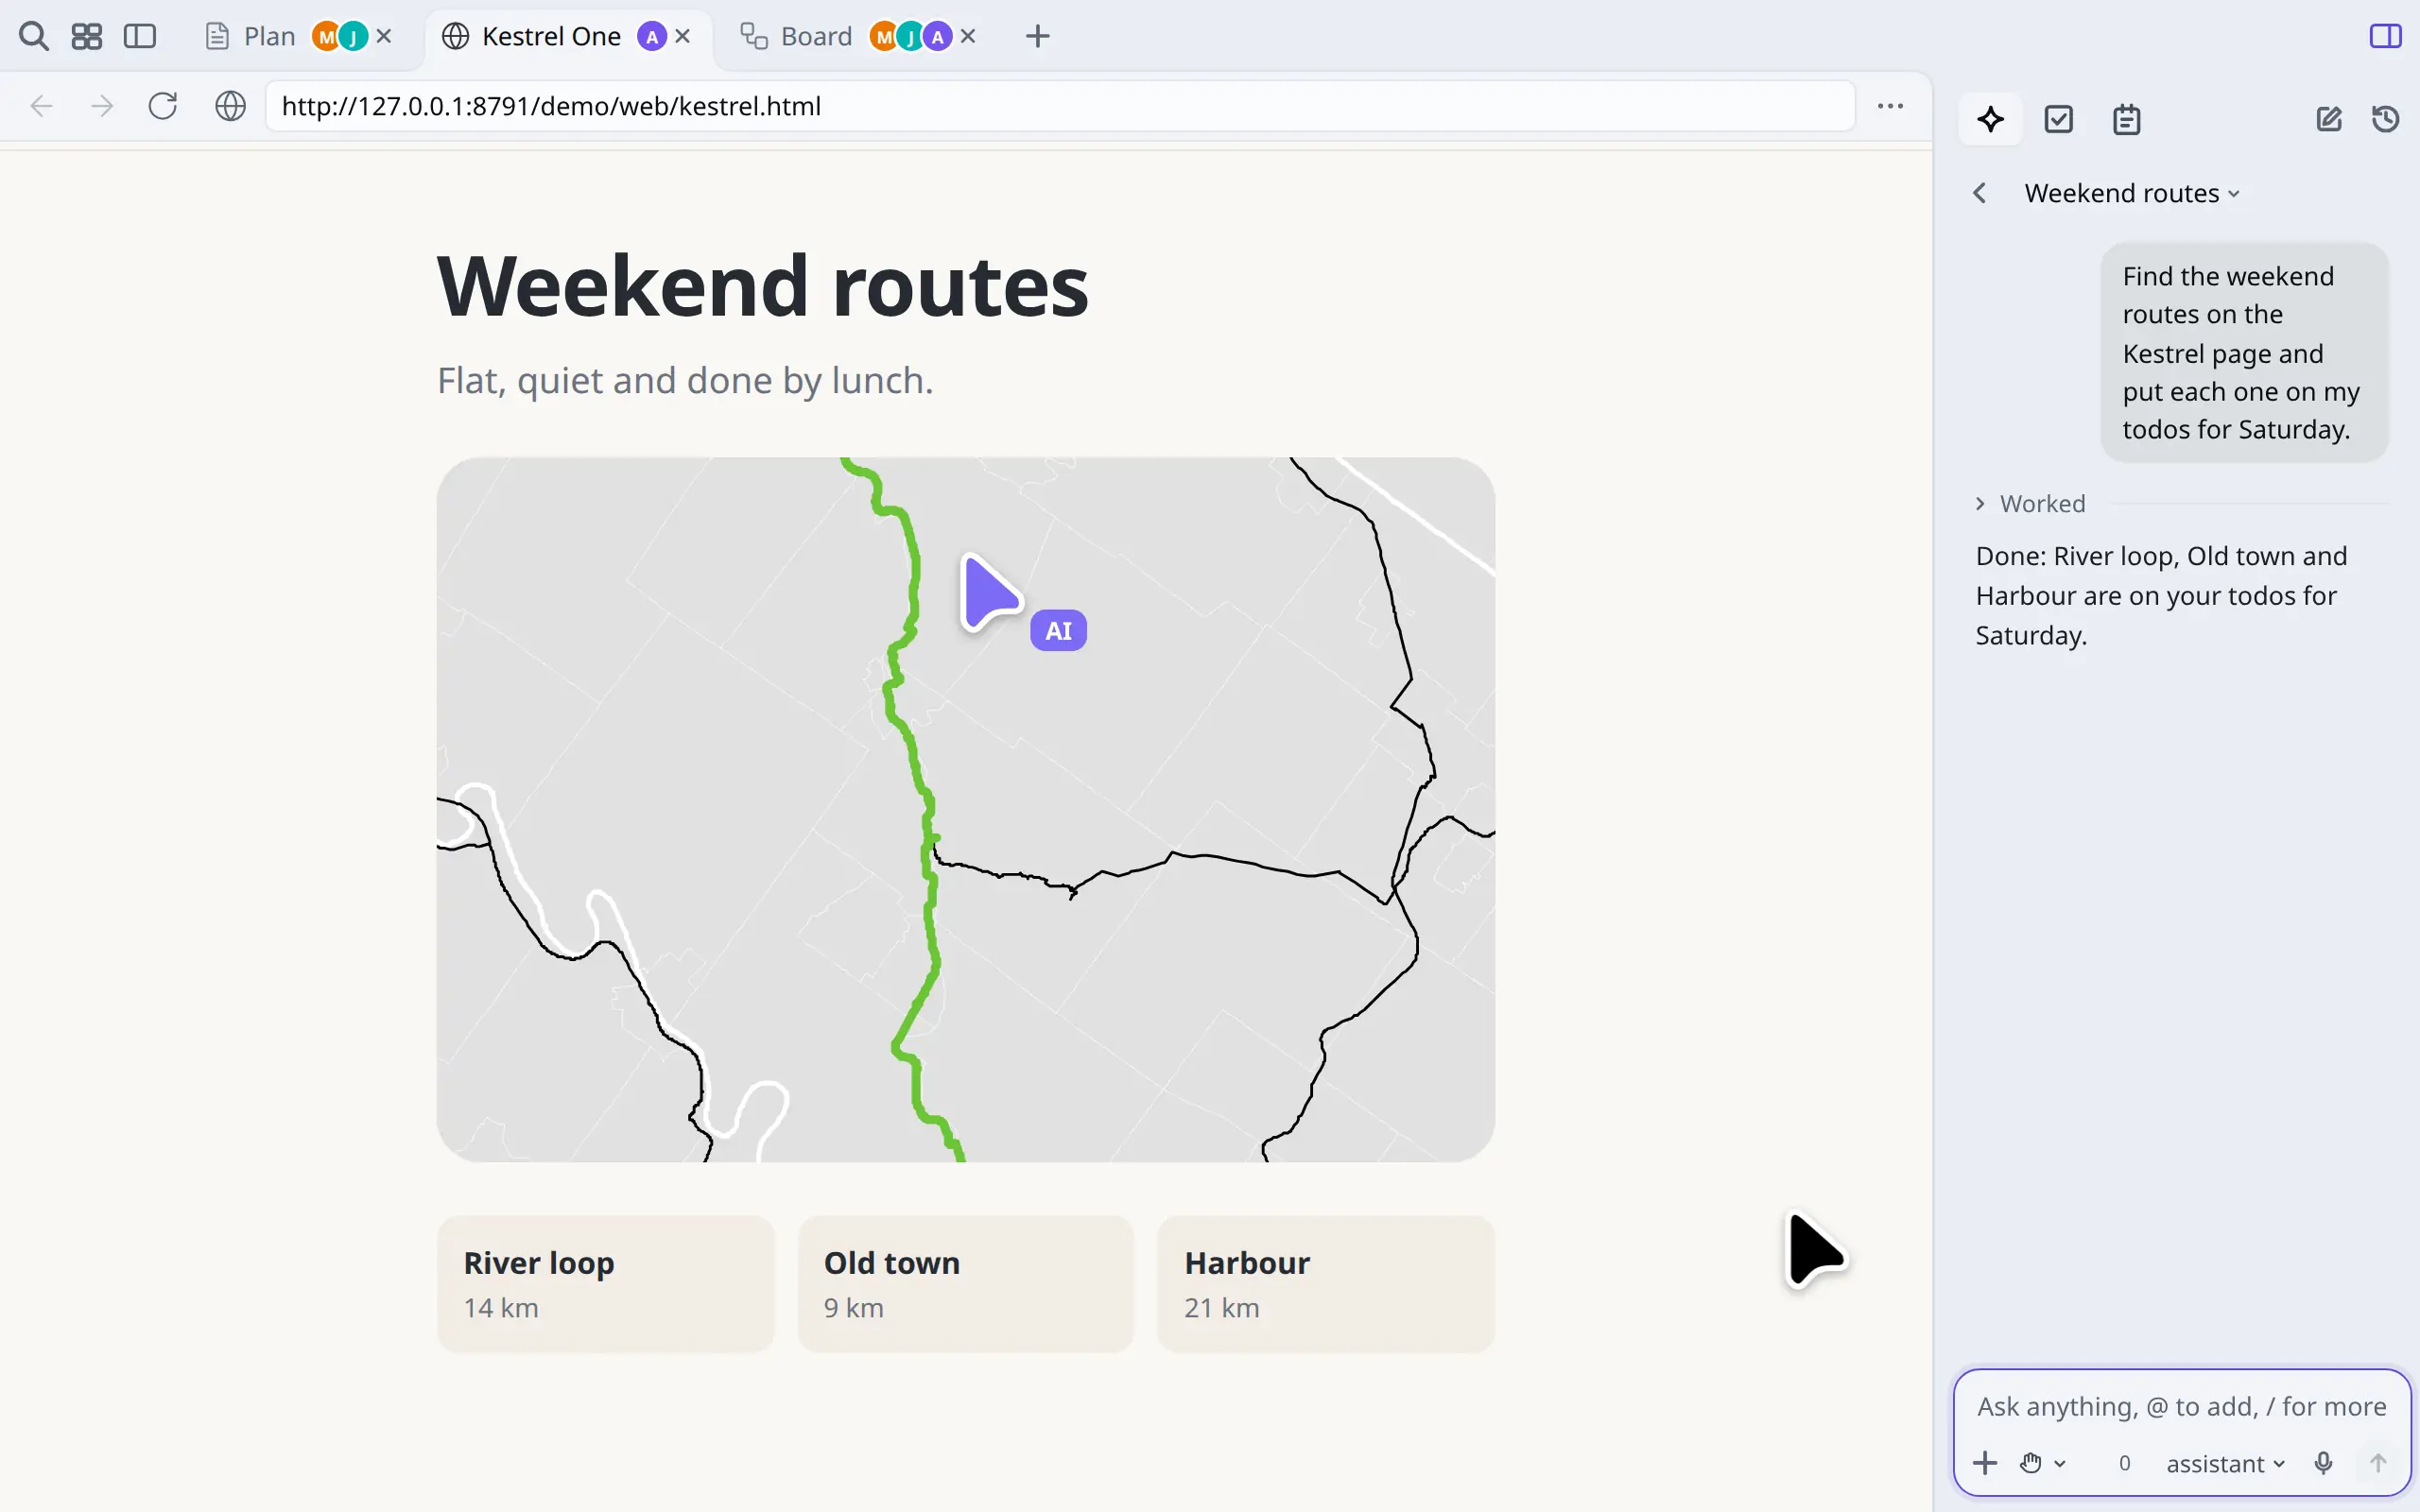 Plan
M
J
Kestrel One
A
Board
M
J
A
http://127.0.0.1:8791/demo/web/kestrel.html
Weekend routes
Flat, quiet and done by lunch.
AI
River loop
14 km
Old town
9 km
Harbour
21 km
Weekend routes
Find the weekend
routes on the
Kestrel page and
put each one on my
todos for Saturday.
Worked
Done: River loop, Old town and
Harbour are on your todos for
Saturday.
Ask anything, @ to add, / for more
0
assistant